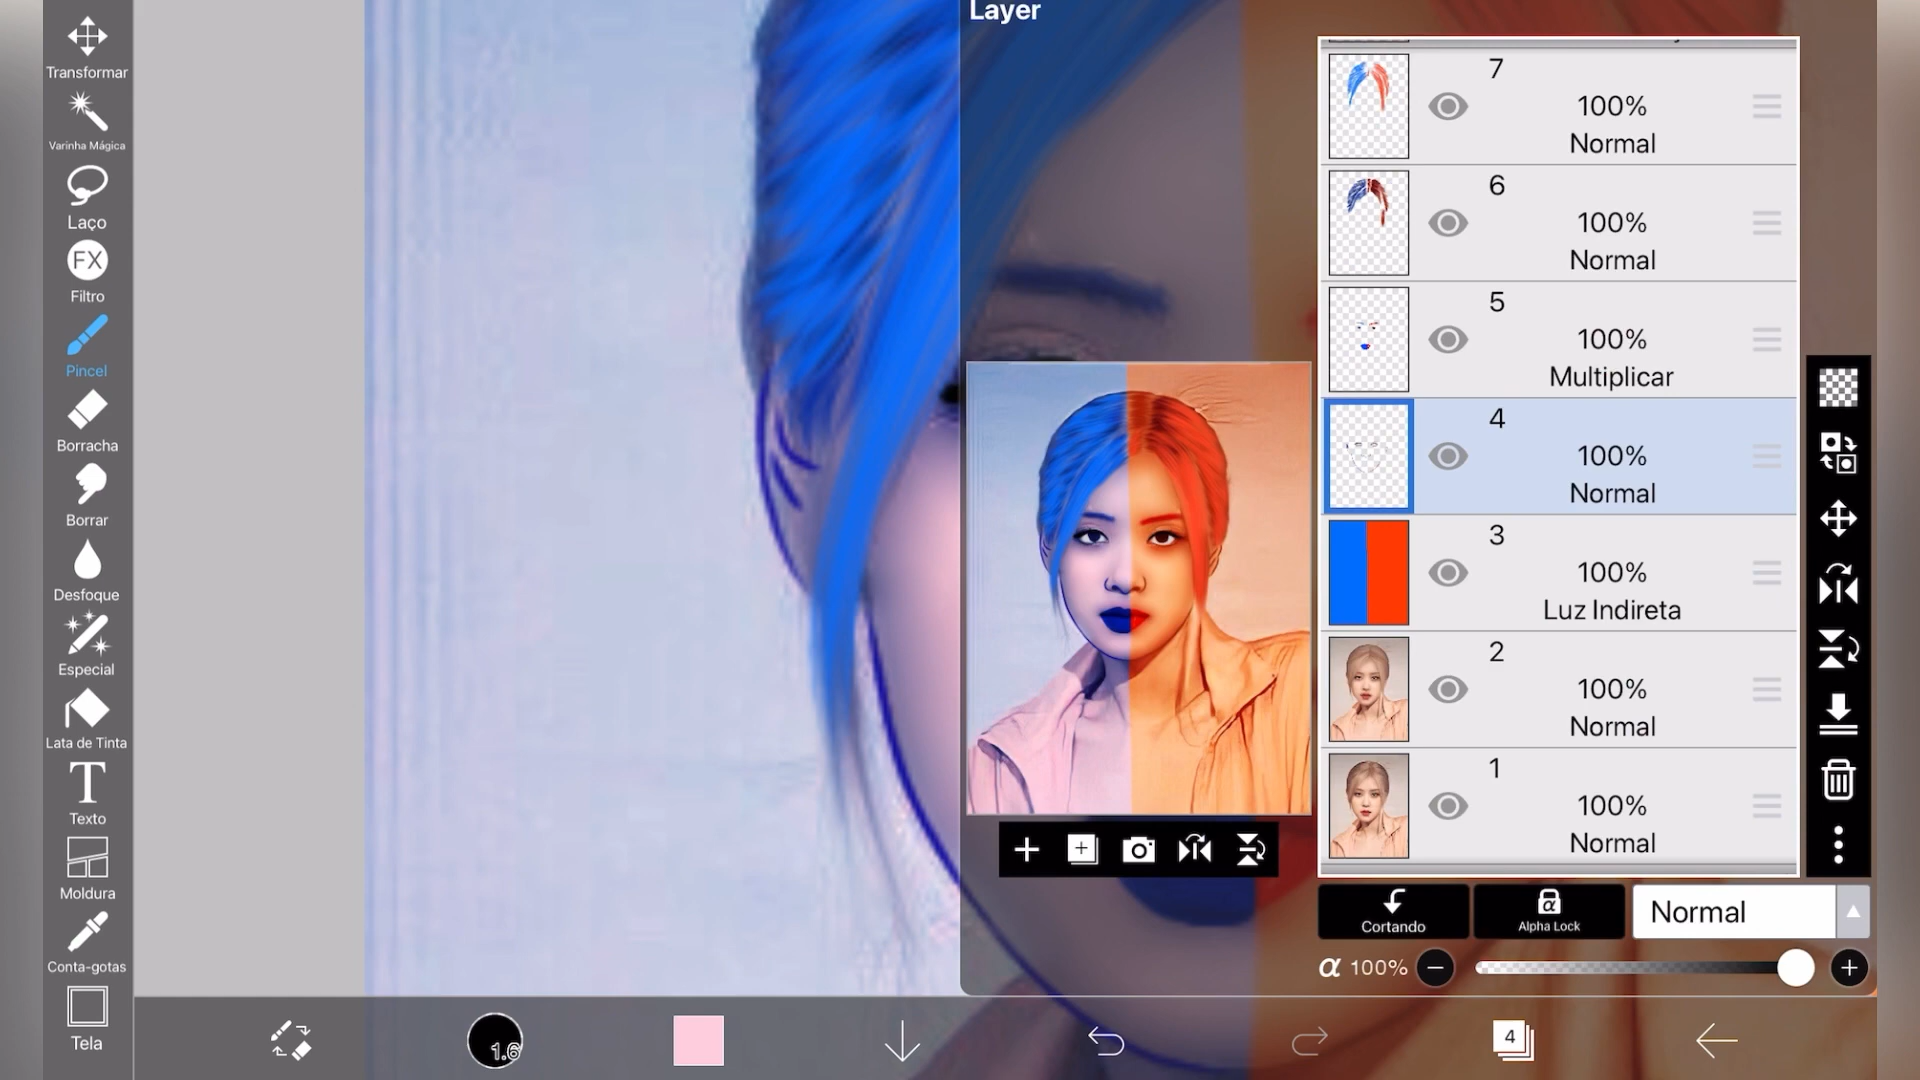 Layer
Transformar
Varinha Mágica
Laço
FX
Filtro
Pincel
Borracha
Borrar
Desfoque
Especial
Lata de Tinta
T
Texto
Moldura
Conta-gotas
Tela
7
100%
Normal
6
100%
Normal
5
100%
Multiplicar
4
100%
Normal
3
100%
Luz Indireta
2
100%
Normal
1
100%
Normal
Cortando
α
Alpha Lock
Normal
α 100%
1.6
4